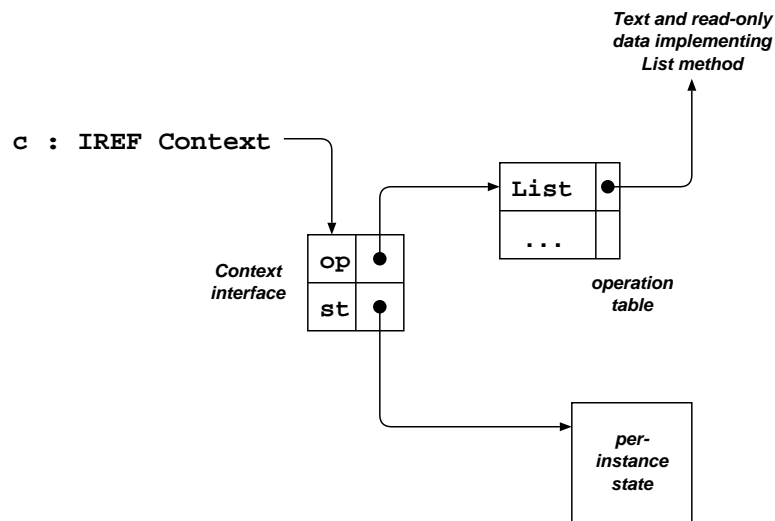 Text and read-only
data implementing
List method
c : IREF Context
List
...
op
st
Context
interface
operation
table
per-
instance
state